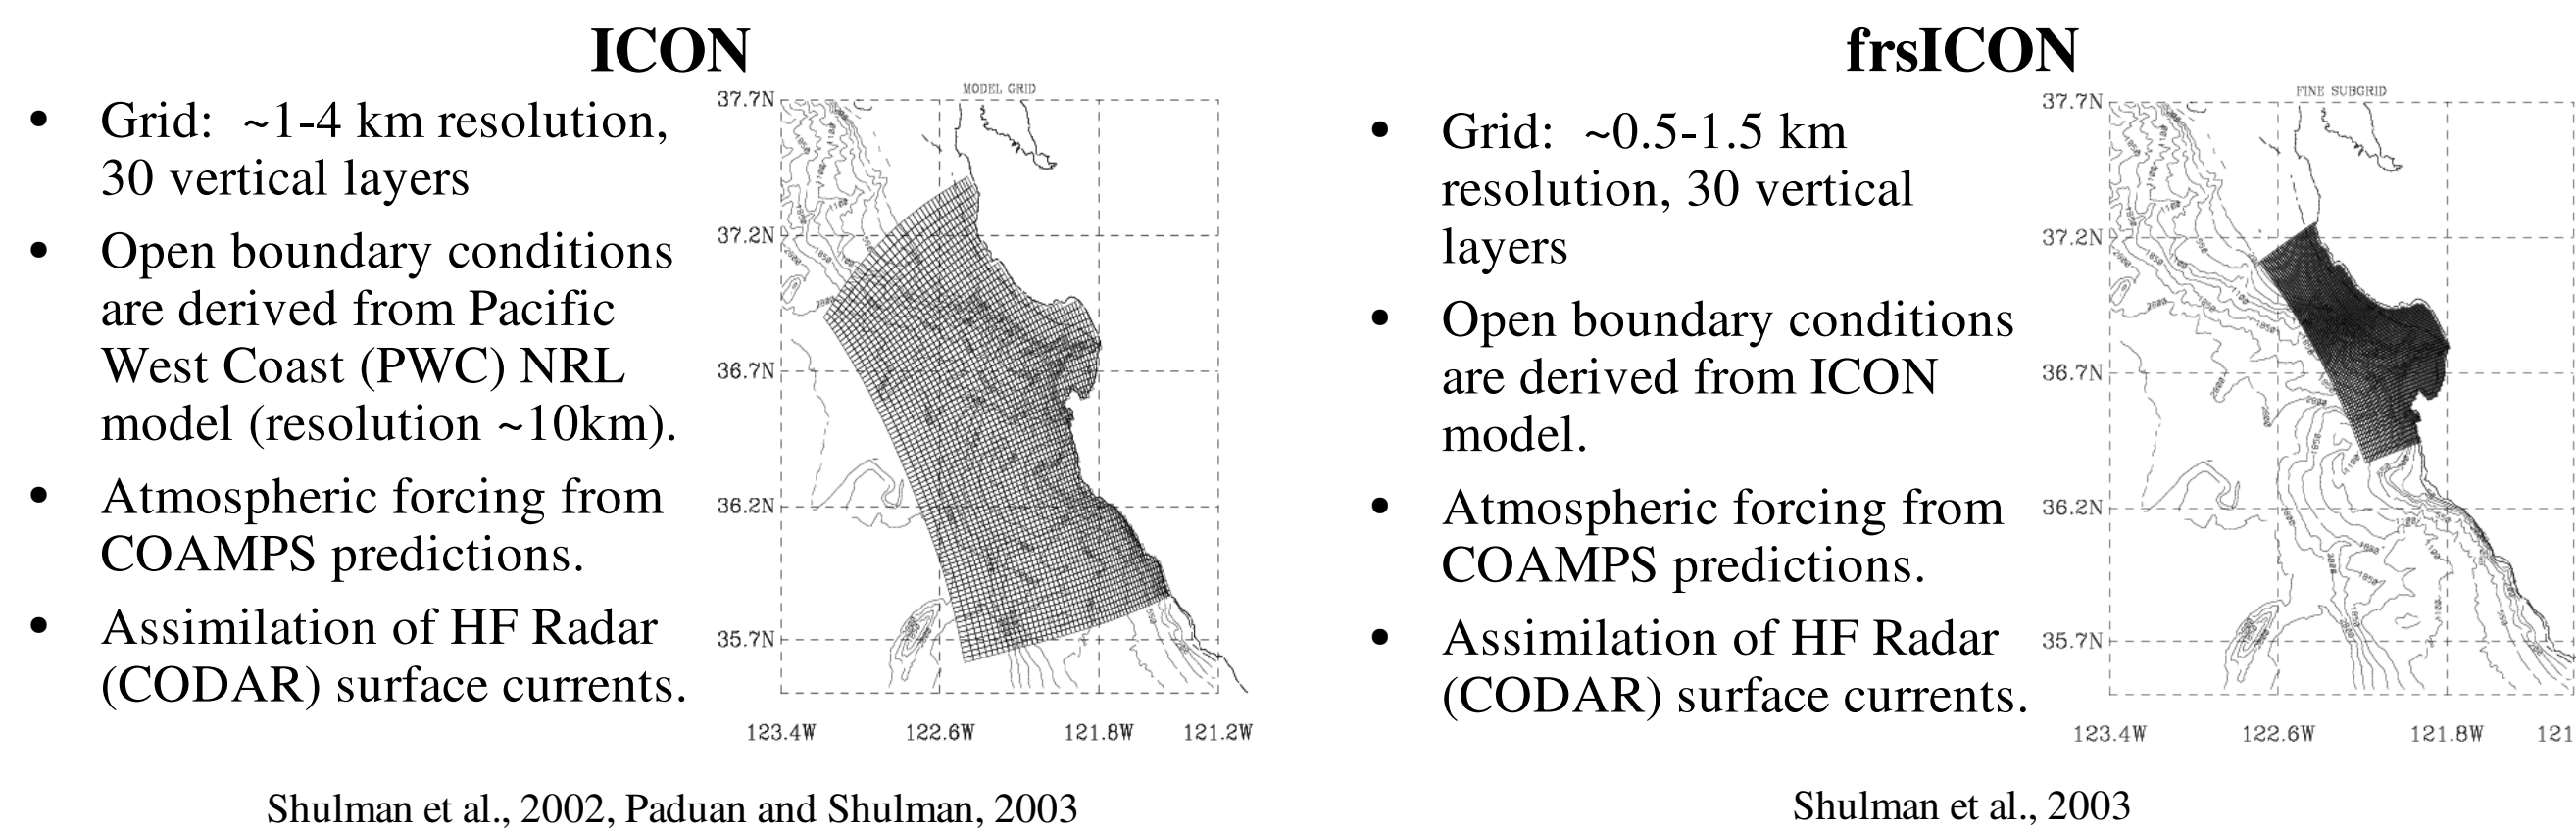 ICON
• Grid: ~1-4 km resolution,
30 vertical layers
• Open boundary conditions
are derived from Pacific
West Coast (PWC) NRL
model (resolution ~10km).
• Atmospheric forcing from
COAMPS predictions.
• Assimilation of HF Radar
(CODAR) surface currents.
MODEL GRID
37.7N
37.2N
36.7N
36.2N
35.7N
123.4W 122.6W 121.8W 121.2W
Shulman et al., 2002, Paduan and Shulman, 2003
frsICON
• Grid: ~0.5-1.5 km
resolution, 30 vertical
layers
• Open boundary conditions
are derived from ICON
model.
• Atmospheric forcing from
COAMPS predictions.
• Assimilation of HF Radar
(CODAR) surface currents.
FINE SUBGRID
37.7N
37.2N
36.7N
36.2N
35.7N
123.4W 122.6W 121.8W 121
Shulman et al., 2003